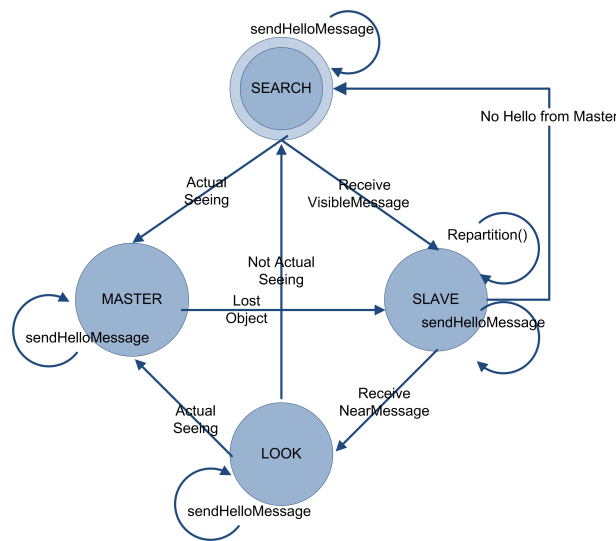 sendHelloMessage
SEARCH
No Hello from Master
Actual
Seeing
Receive
VisibleMessage
Repartition()
Not Actual
Seeing
MASTER
Lost
Object
SLAVE
sendHelloMessage
sendHelloMessage
Receive
NearMessage
Actual
Seeing
LOOK
sendHelloMessage